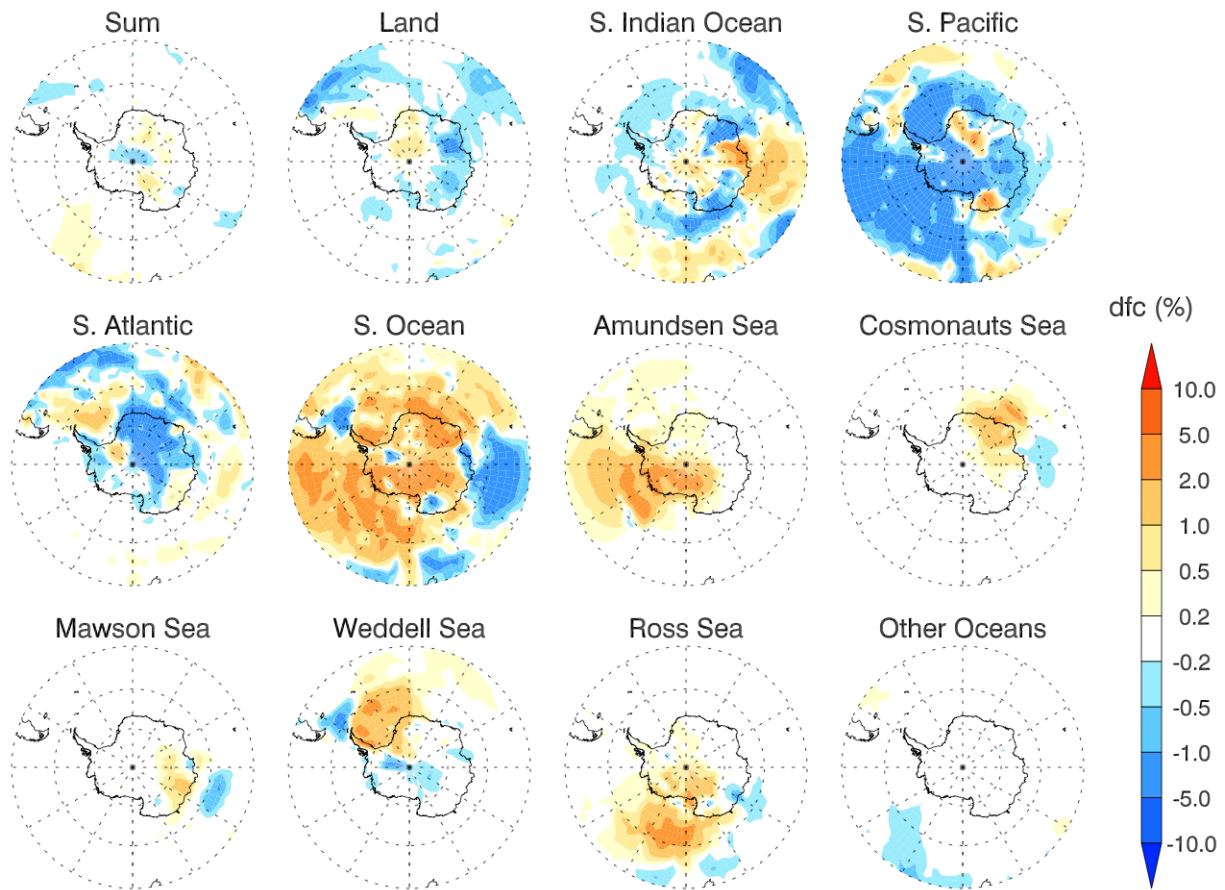 Sum Land S. Indian Ocean S. Pacific
S. Atlantic S. Ocean Amundsen Sea Cosmonauts Sea
Mawson Sea Weddell Sea Ross Sea Other Oceans
dfc (%)
10.0
5.0
2.0
1.0
0.5
0.2
-0.2
-0.5
-1.0
-5.0
-10.0